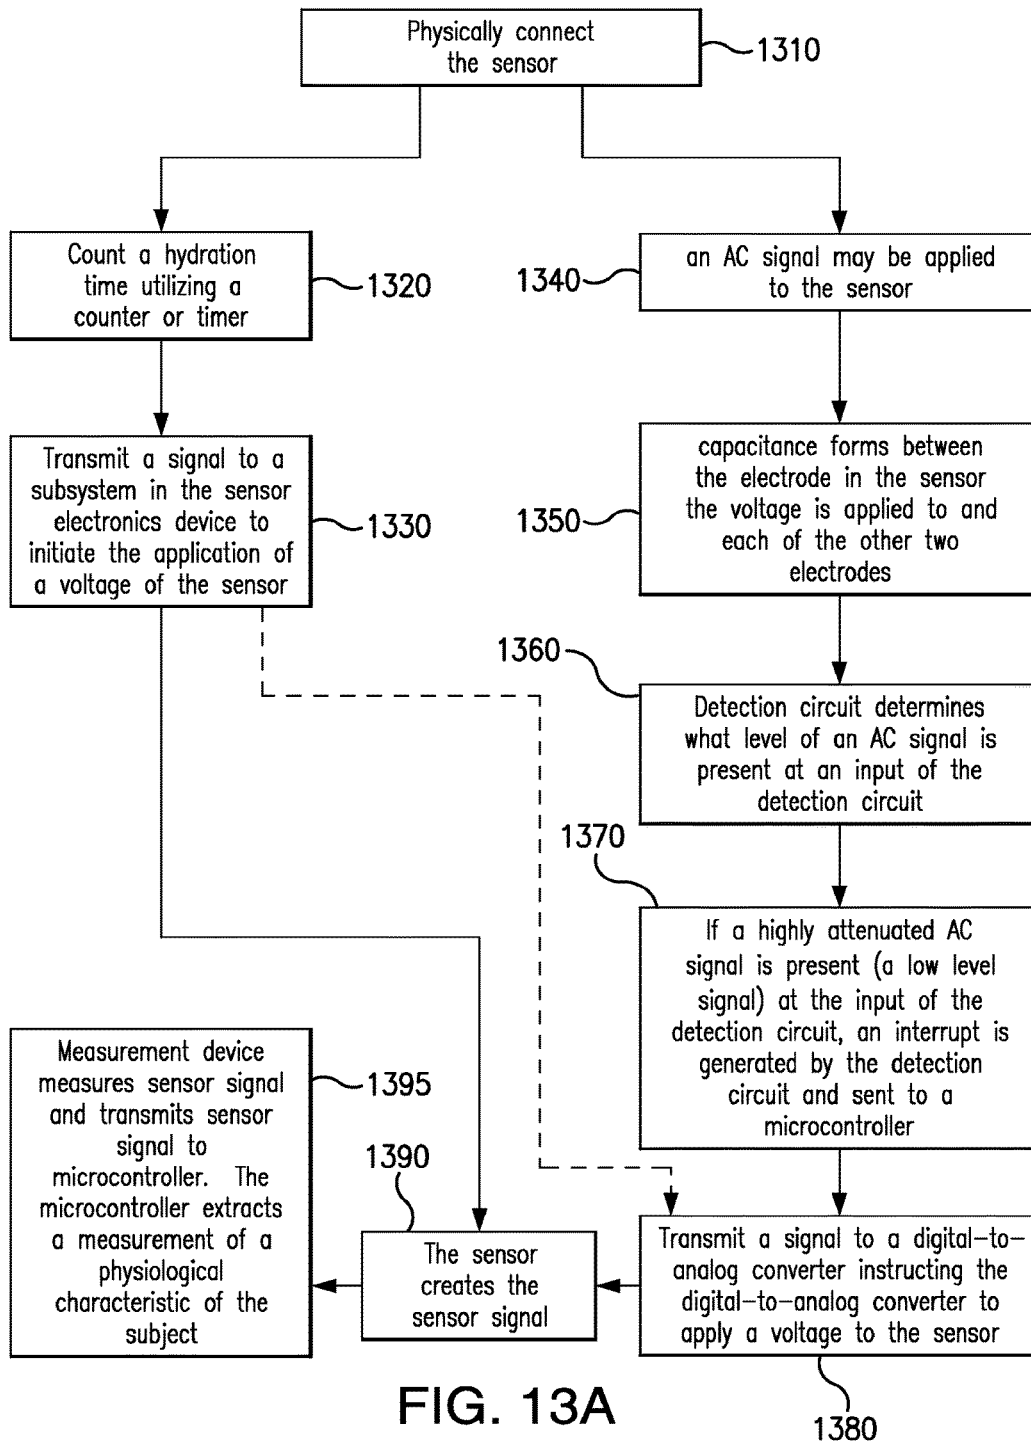 Physically connect
the sensor
1310
Count a hydration
time utilizing a
counter or timer
1320
Transmit a signal to a
subsystem in the sensor
electronics device to
initiate the application of
a voltage of the sensor
1330
1340
an AC signal may be applied
to the sensor
1350
capacitance forms between
the electrode in the sensor
the voltage is applied to and
each of the other two
electrodes
1360
Detection circuit determines
what level of an AC signal is
present at an input of the
detection circuit
1370
If a highly attenuated AC
signal is present (a low level
signal) at the input of the
detection circuit, an interrupt is
generated by the detection
circuit and sent to a
microcontroller
Transmit a signal to a digital-to-
analog converter instructing the
digital-to-analog converter to
apply a voltage to the sensor
1380
1390
The sensor
creates the
sensor signal
Measurement device
measures sensor signal
and transmits sensor
signal to
microcontroller. The
microcontroller extracts
a measurement of a
physiological
characteristic of the
subject
1395
FIG. 13A